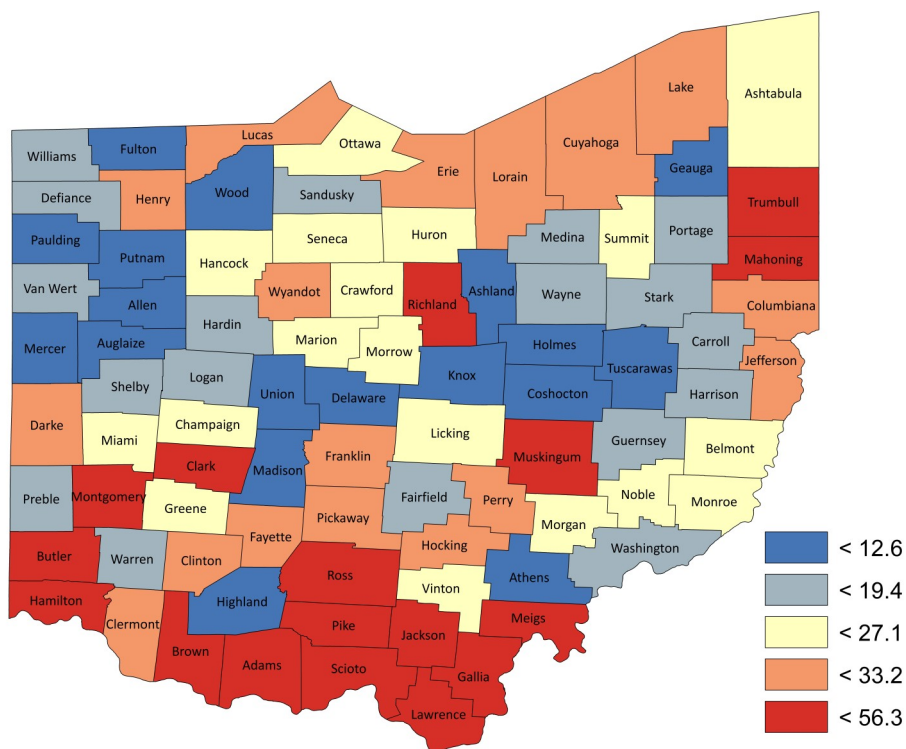 Ashtabula
Lake
Lucas
Ottawa
Cuyahoga
Williams
Fulton
Geauga
Erie
Lorain
Wood
Henry
Sandusky
Defiance
Trumbull
Portage
Medina
Summit
Huron
Seneca
Paulding
Putnam
Hancock
Mahoning
Van Wert
Wyandot
Crawford
Ashland
Wayne
Stark
Richland
Allen
Columbiana
Hardin
Marion
Carroll
Mercer
Auglaize
Holmes
Morrow
Jefferson
Tuscarawas
Knox
Logan
Shelby
Union
Delaware
Coshocton
Harrison
Darke
Champaign
Licking
Miami
Guernsey
Belmont
Franklin
Muskingum
Clark
Madison
Preble
Montgomery
Fairfield
Perry
Noble
Monroe
Greene
Pickaway
Morgan
Fayette
Hocking
Washington
Butler
Warren
Clinton
Ross
Athens
Vinton
Hamilton
Highland
Meigs
Clermont
Pike
Jackson
Brown
Adams
Scioto
Gallia
Lawrence
< 12.6
< 19.4
< 27.1
< 33.2
< 56.3